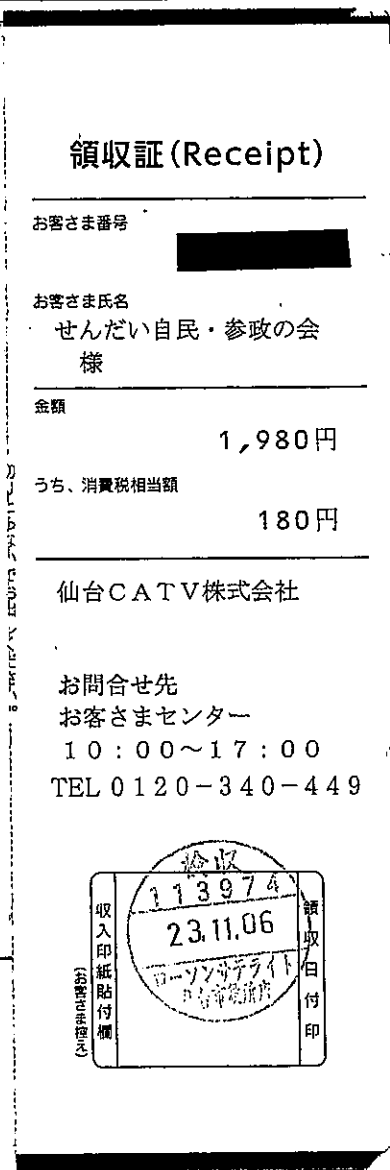 領収証(Receipt)
お客さま番号
お客さま氏名
せんだい自民・参政の会
様
金額
1,980円
うち、消費税相当額
180円
仙台CATV株式会社
お問合せ先
お客さまセンター
10：00～17：00
TEL 0120-340-449
収入印紙貼付欄
(お客さま控え)
検収
113974
23.11.06
ローソンサテライト
領収日付印